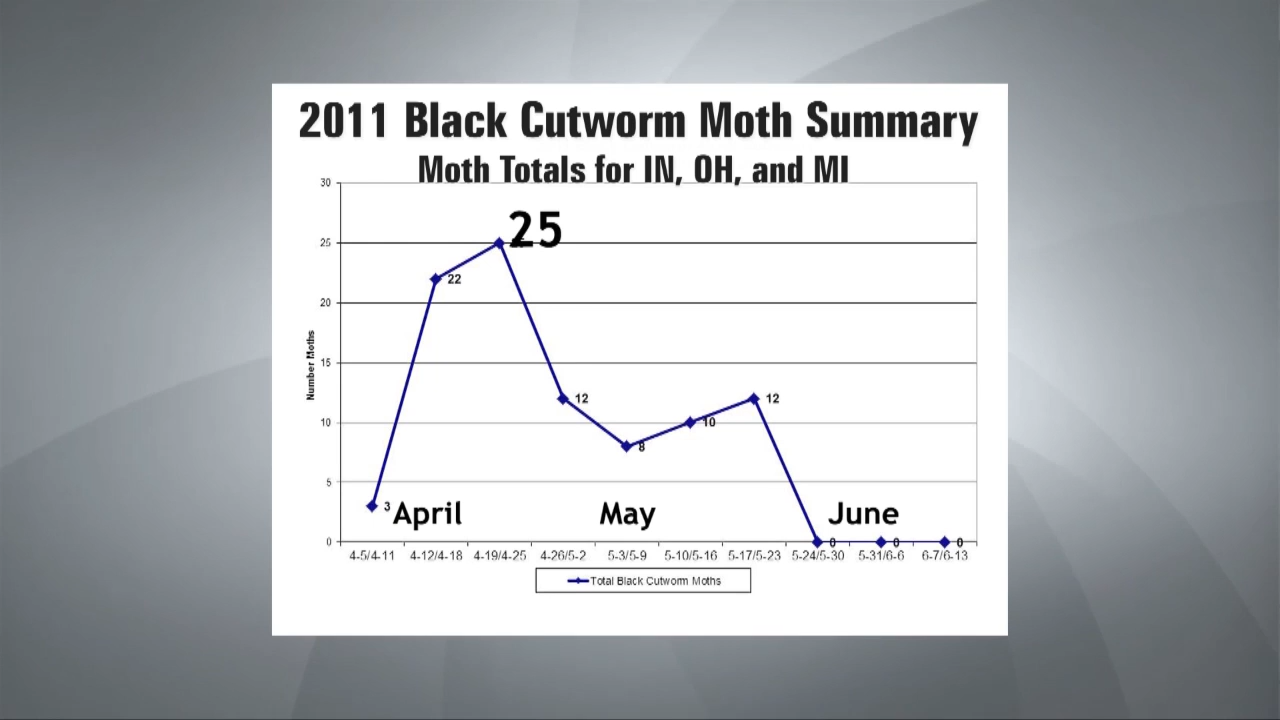 2011 Black Cutworm Moth Summary
Moth Totals for IN, OH, and MI
30
25
25
22
20
Number Moths
15
12
12
10
10
8
5
3
April
May
June
0
0
0
0
4-5/4-11 4-12/4-18 4-19/4-25 4-26/5-2 5-3/5-9 5-10/5-16 5-17/5-23 5-24/5-30 5-31/6-6 6-7/6-13
Total Black Cutworm Moths